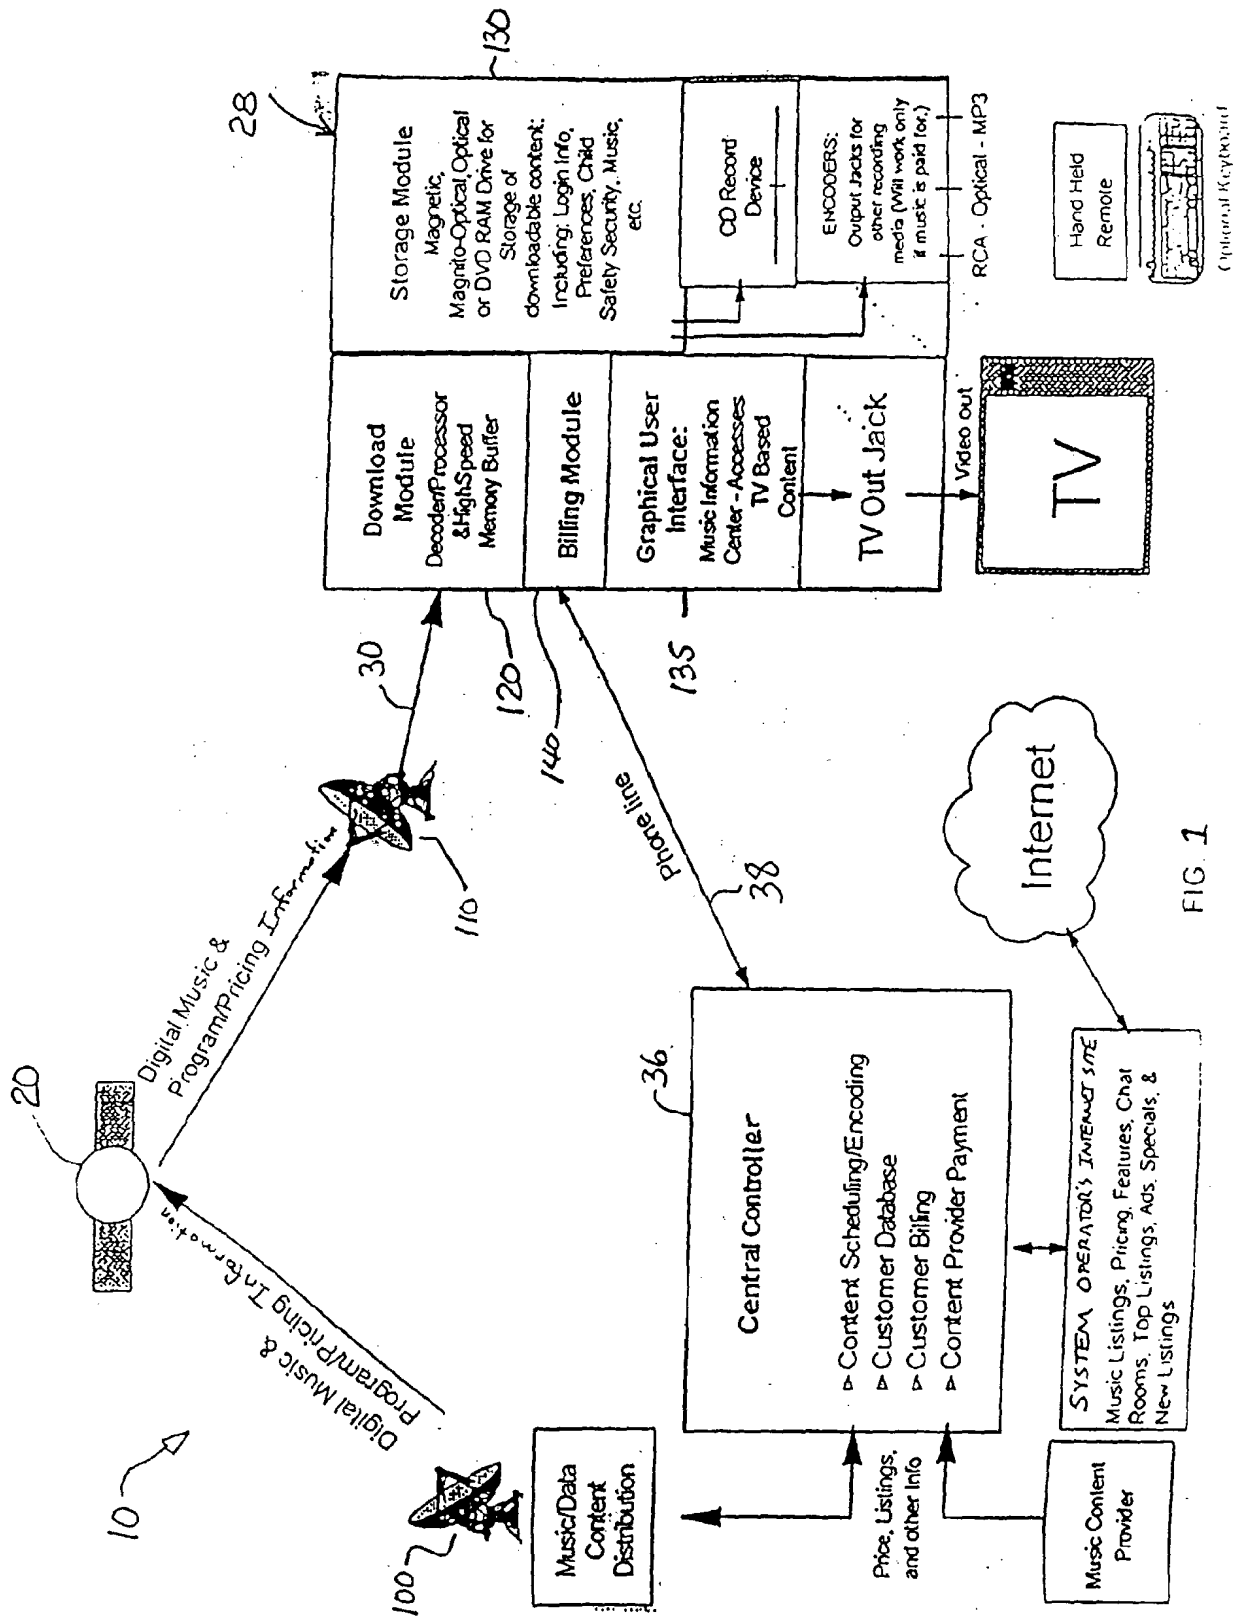 10
20
Digital Music &
Program/Pricing Information
Digital Music &
Program/Pricing Information
100
110
30
Music/Data
Content
Distribution
28
130
120
140
135
Download
Module
Decoder/Processor
& HighSpeed
Memory Buffer
Billing Module
Graphical User
Interface:
Music Information
Center - Accesses
TV Based
Content
TV Out Jack
Video out
TV
Storage Module
Magnetic,
Magnito-Optical, Optical
or DVD RAM Drive for
Storage of
downloadable content:
Including: Login Info,
Preferences, Child
Safety Security, Music,
etc.
CD Record
Device
ENCODERS:
Output Jacks for
other recording
media (Will work only
if music is paid for.)
RCA - Optical - MP3
Hand Held
Remote
Optional Keyboard
Phone line
38
36
Central Controller
▹ Content Scheduling/Encoding
▹ Customer Database
▹ Customer Billing
▹ Content Provider Payment
Price, Listings,
and other Info
Music Content
Provider
SYSTEM OPERATOR'S INTERNET SITE
Music Listings, Pricing, Features, Chat
Rooms, Top Listings, Ads, Specials, &
New Listings
Internet
FIG. 1